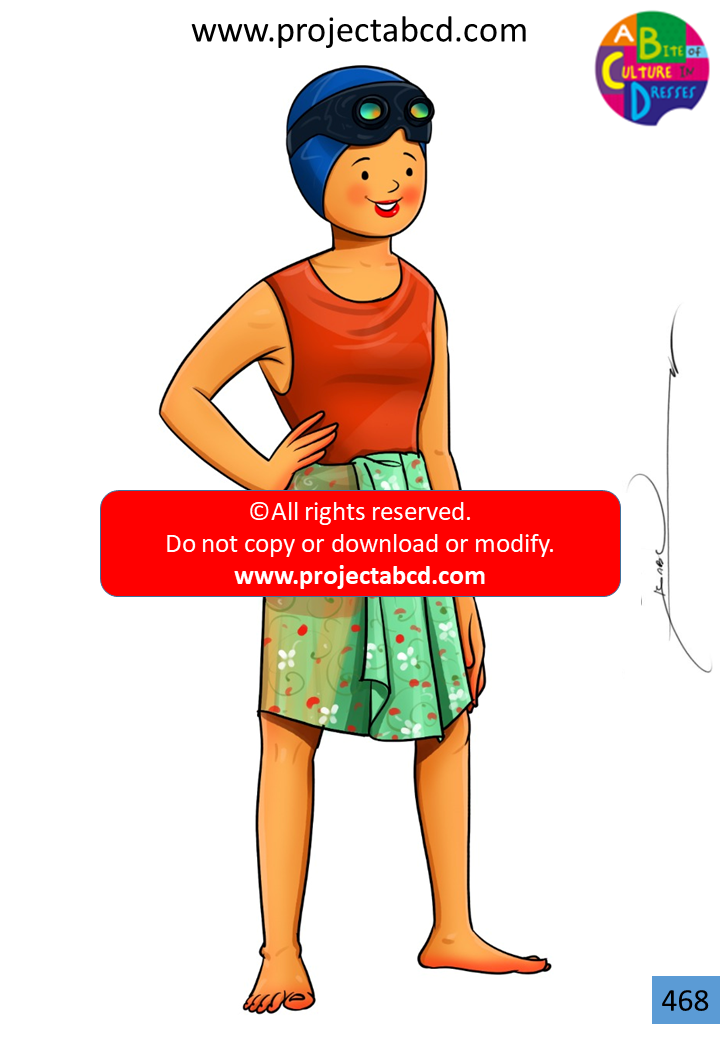 www.projectabcd.com
A BITE OF
CULTURE IN
DRESSES
©All rights reserved.
Do not copy or download or modify.
www.projectabcd.com
468